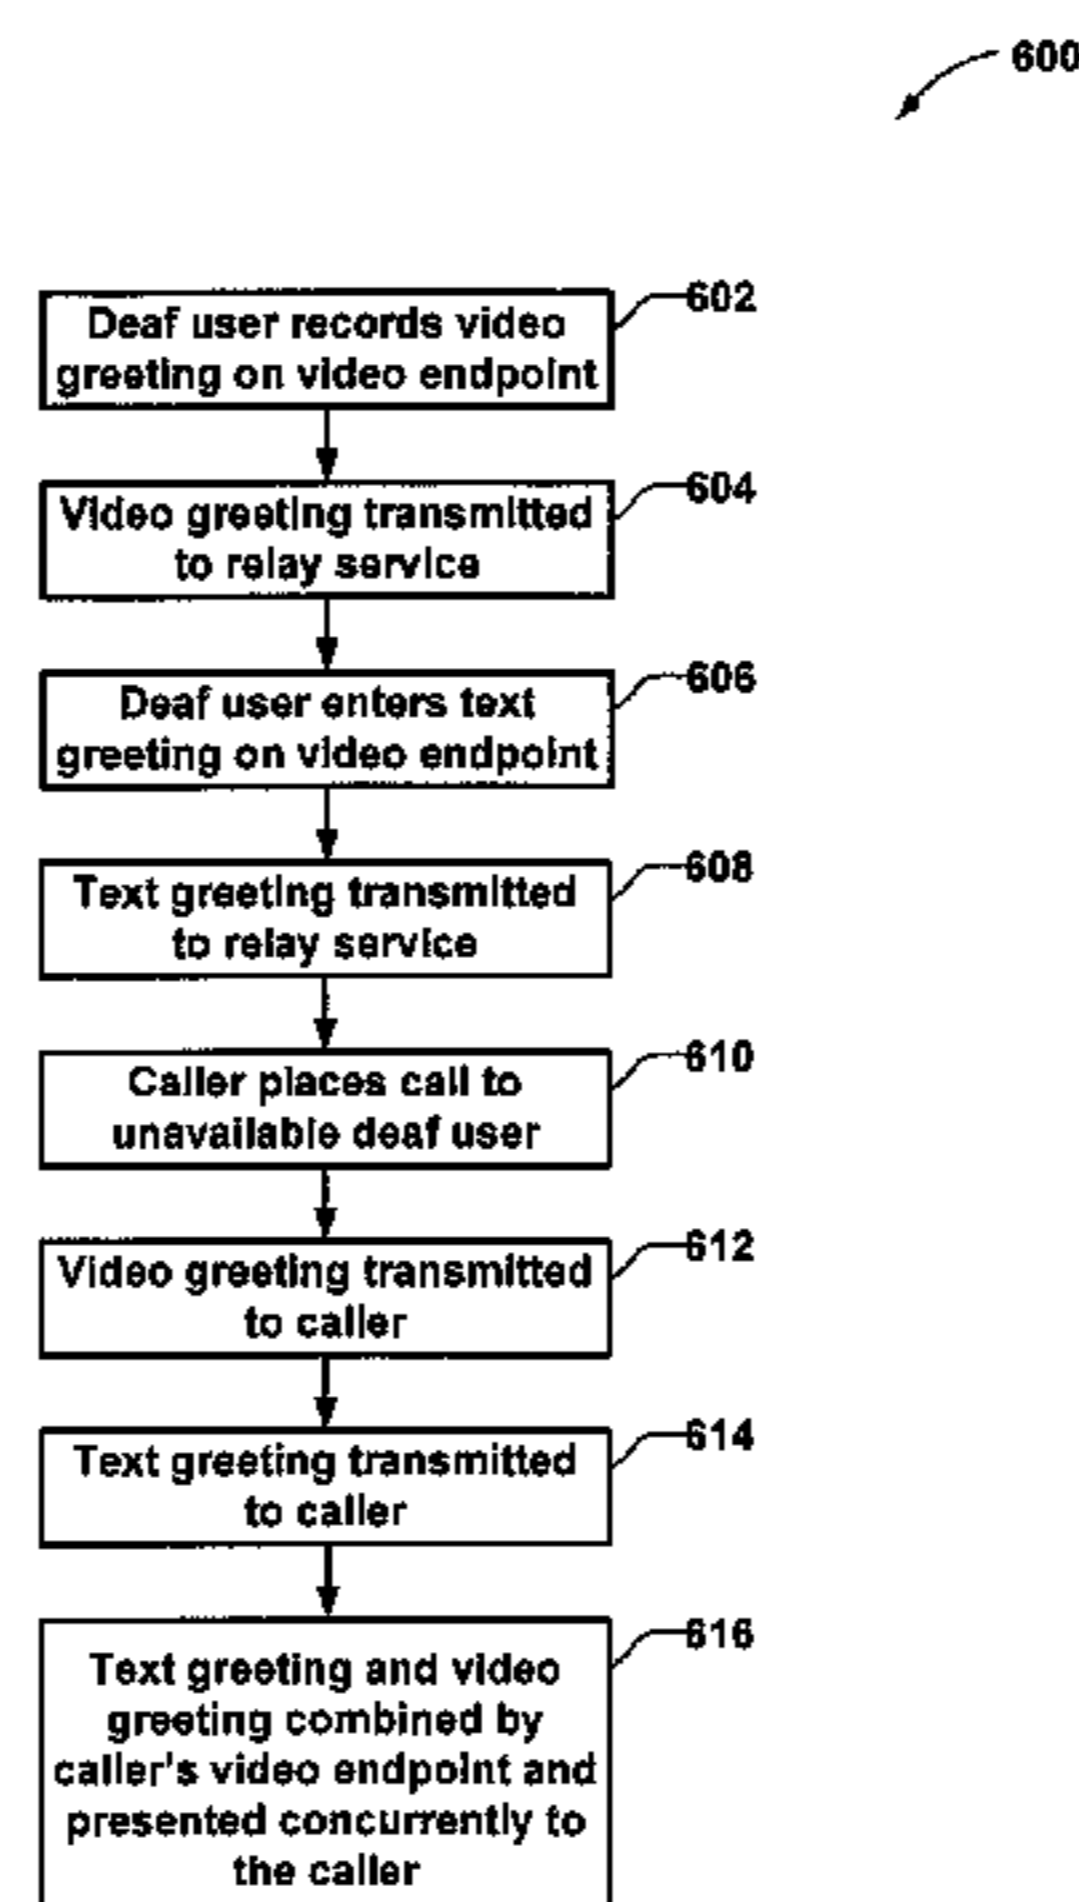 600
602
Deaf user records video
greeting on video endpoint
604
Video greeting transmitted
to relay service
606
Deaf user enters text
greeting on video endpoint
608
Text greeting transmitted
to relay service
610
Caller places call to
unavailable deaf user
612
Video greeting transmitted
to caller
614
Text greeting transmitted
to caller
616
Text greeting and video
greeting combined by
caller's video endpoint and
presented concurrently to
the caller